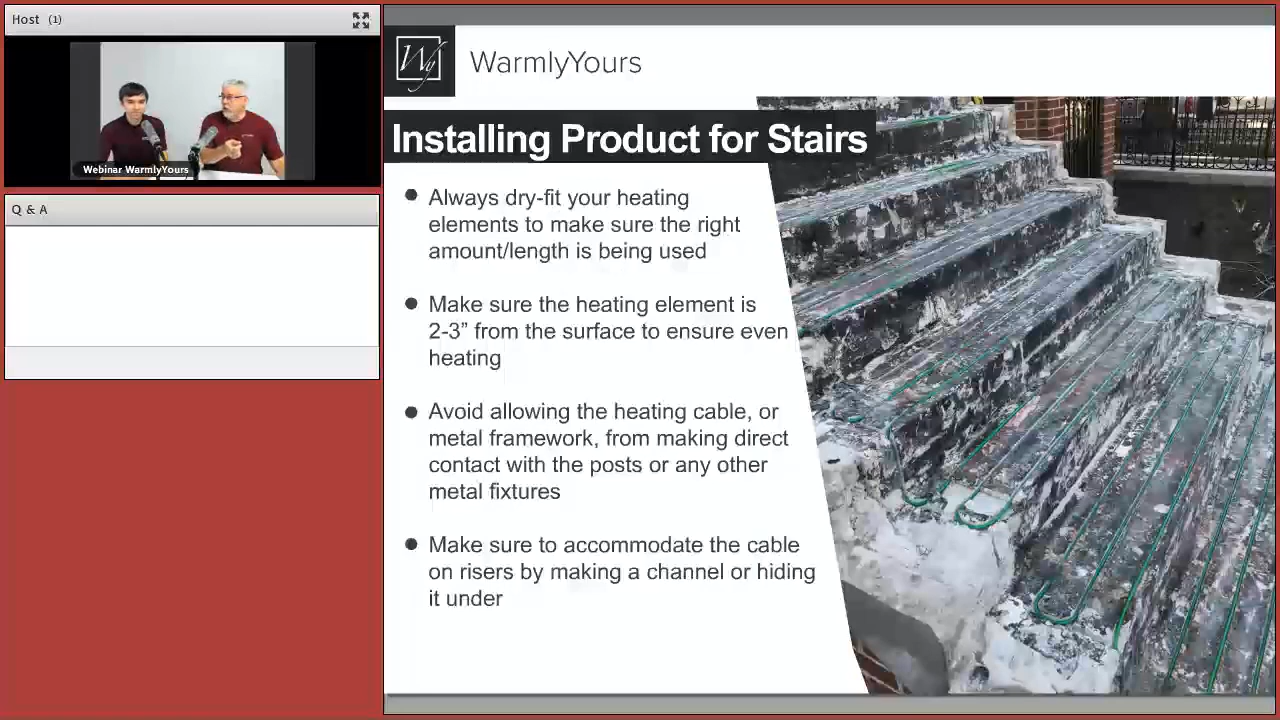 Host (1)
Webinar WarmlyYours
Q & A
Wy
WarmlyYours
Installing Product for Stairs
Always dry-fit your heating
elements to make sure the right
amount/length is being used
Make sure the heating element is
2-3” from the surface to ensure even
heating
Avoid allowing the heating cable, or
metal framework, from making direct
contact with the posts or any other
metal fixtures
Make sure to accommodate the cable
on risers by making a channel or hiding
it under